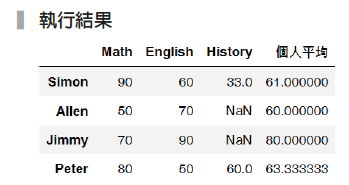 執行結果
Math English History 個人平均
Simon 90 60 33.0 61.000000
Allen 50 70 NaN 60.000000
Jimmy 70 90 NaN 80.000000
Peter 80 50 60.0 63.333333